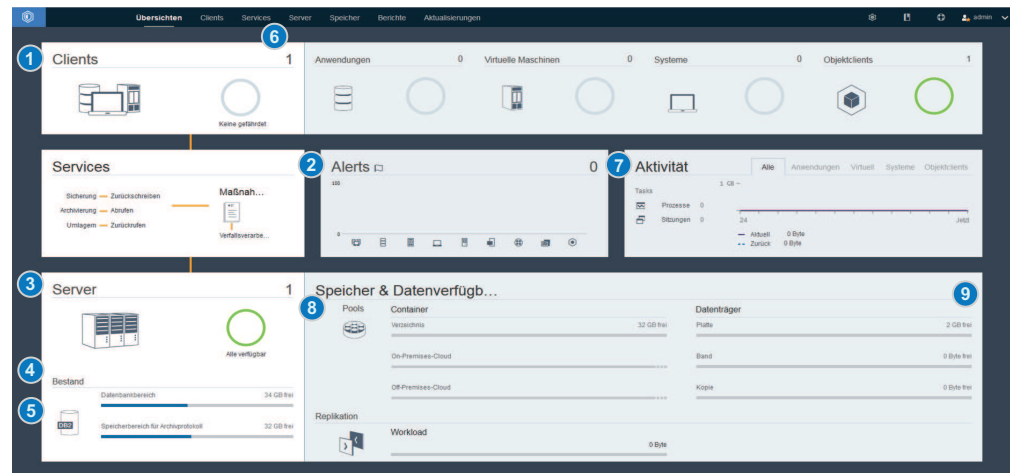 Übersichten Clients Services Server Speicher Berichte Aktualisierungen admin
6
1 Clients 1
Keine gefährdet
Anwendungen 0 Virtuelle Maschinen 0 Systeme 0 Objektclients 1
Services
Sicherung Zurückschreiben
Archivierung Abrufen
Umlagern Zurückrufen
Maßnah...
Verfallsverarbe...
2 Alerts 0
100
0
7 Aktivität
Alle Anwendungen Virtuell Systeme Objektclients
1 GB
Tasks
Prozesse 0
Sitzungen 0
24 Jetzt
Aktuell 0 Byte
Zurück 0 Byte
3 Server 1
Alle verfügbar
4
Bestand
5
Datenbankbereich 34 GB frei
DB2
Speicherbereich für Archivprotokoll 32 GB frei
Speicher & Datenverfügb...
9
8 Pools
Container
Verzeichnis 32 GB frei
On-Premises-Cloud
Off-Premises-Cloud
Datenträger
Platte 2 GB frei
Band 0 Byte frei
Kopie 0 Byte frei
Replikation
Workload
0 Byte